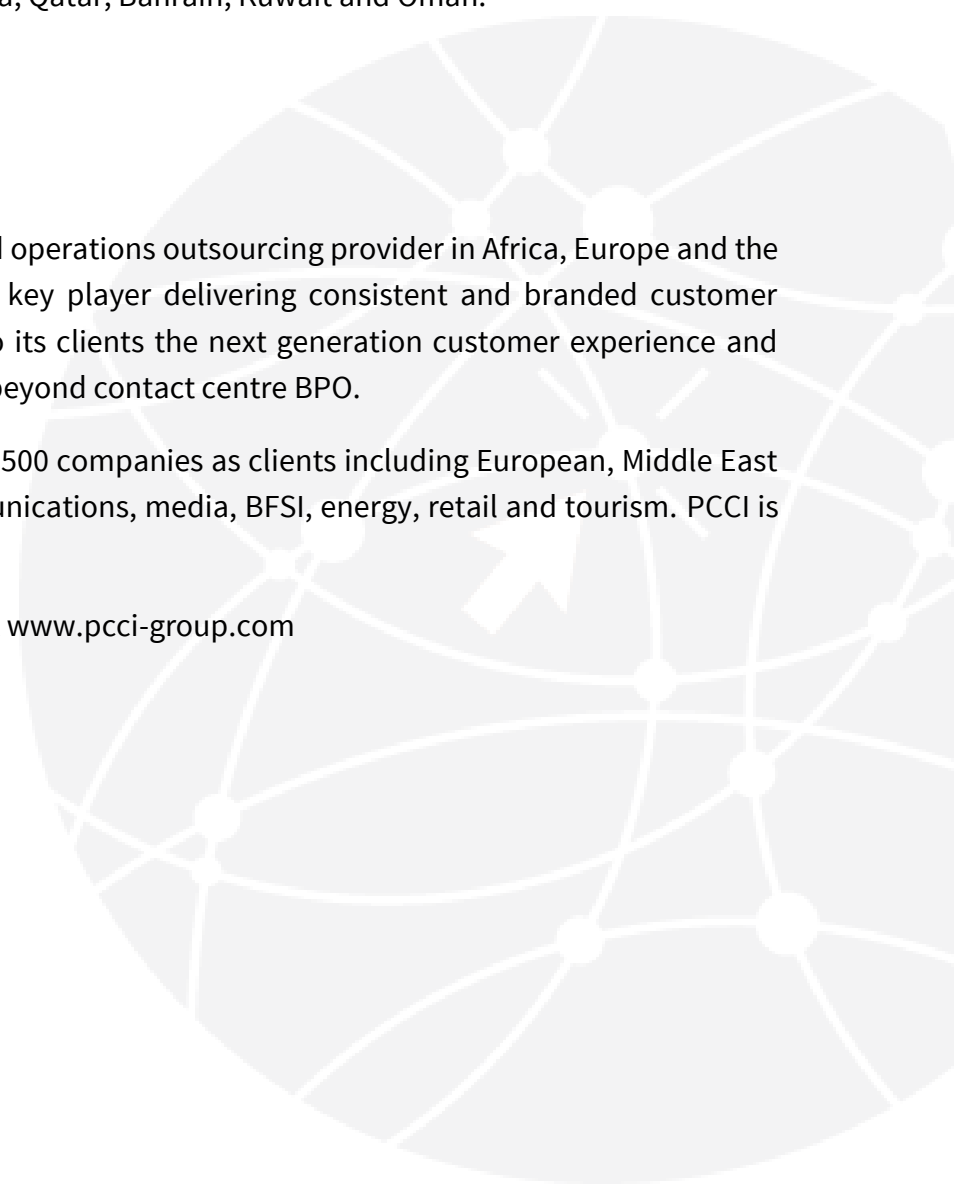 Qatar, Bahrain, Kuwait and Oman.
operations outsourcing provider in Africa, Europe and the
key player delivering consistent and branded customer
its clients the next generation customer experience and
beyond contact centre BPO.
500 companies as clients including European, Middle East
unications, media, BFSI, energy, retail and tourism. PCCI is
www.pcci-group.com